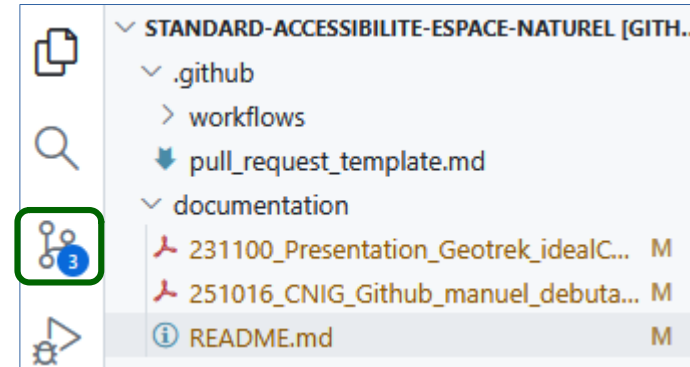 STANDARD-ACCESSIBILITE-ESPACE-NATUREL [GITH...
.github
workflows
pull_request_template.md
documentation
231100_Presentation_Geotrek_idealC... M
251016_CNIG_Github_manuel_debuta... M
3
README.md M